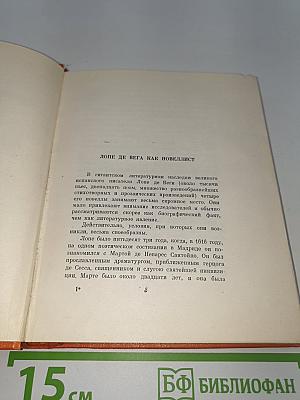 ЛОПЕ ДЕ ВЕГА КАК НОВЕЛЛИСТ
В гигантском литературном наследии великого
испанского писателя Лопе де Веги (около тысячи
пьес, двенадцать поэм, множество разнообразнейших
стихотворных и прозаических произведений) четыре
его новеллы занимают весьма скромное место. Они
мало привлекают внимание исследователей и обычно
рассматриваются скорее как биографический факт,
чем как литературное явление.
Действительно, условия, при которых они воз-
никли, весьма своеобразны.
Лопе было пятьдесят три года, когда, в 1616 году,
на одном поэтическом состязании в Мадриде он по-
знакомился с Мартой де Неварес Сантойо. Он был
прославленным драматургом, приближенным герцога
де Сесса, священником и слугою святейшей инквизи-
ции, Марте было около двадцати лет, и она была
1*
3
15 см
БФ БИБЛИОФАН